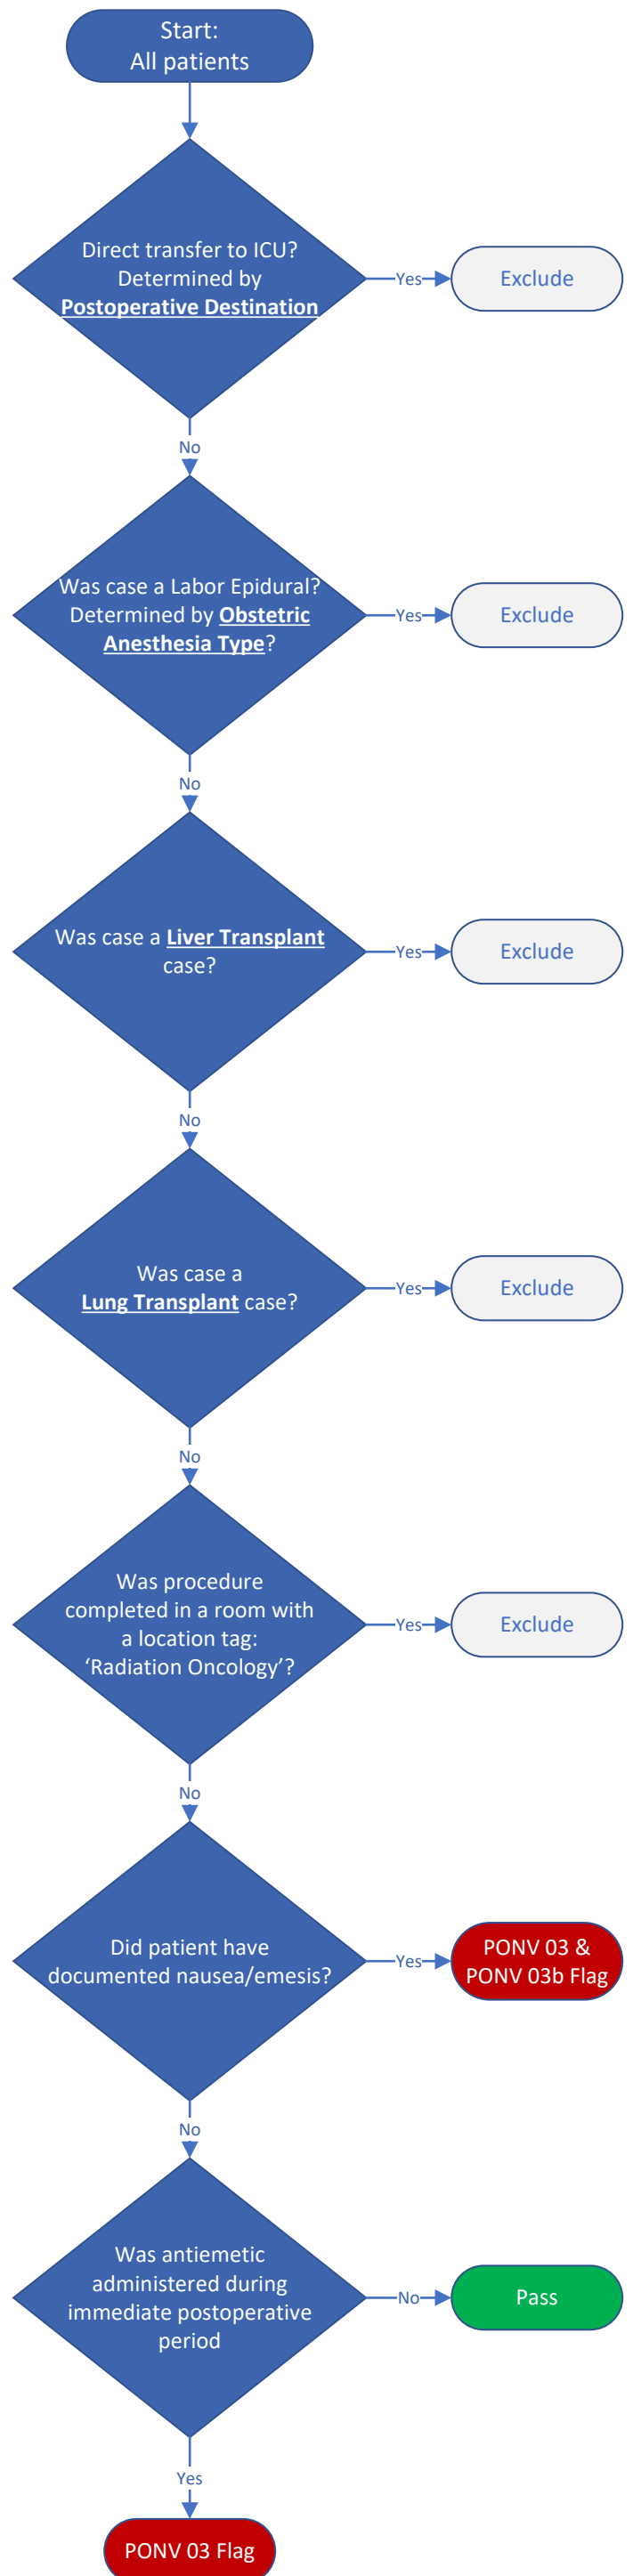 Start:
All patients
Direct transfer to ICU?
Determined by
Postoperative Destination
Yes
Exclude
No
Was case a Labor Epidural?
Determined by Obstetric
Anesthesia Type?
Yes
Exclude
No
Was case a Liver Transplant
case?
Yes
Exclude
No
Was case a
Lung Transplant case?
Yes
Exclude
No
Was procedure
completed in a room with
a location tag:
‘Radiation Oncology’?
Yes
Exclude
No
Did patient have
documented nausea/emesis?
Yes
PONV 03 &
PONV 03b Flag
No
Was antiemetic
administered during
immediate postoperative
period
No
Pass
Yes
PONV 03 Flag